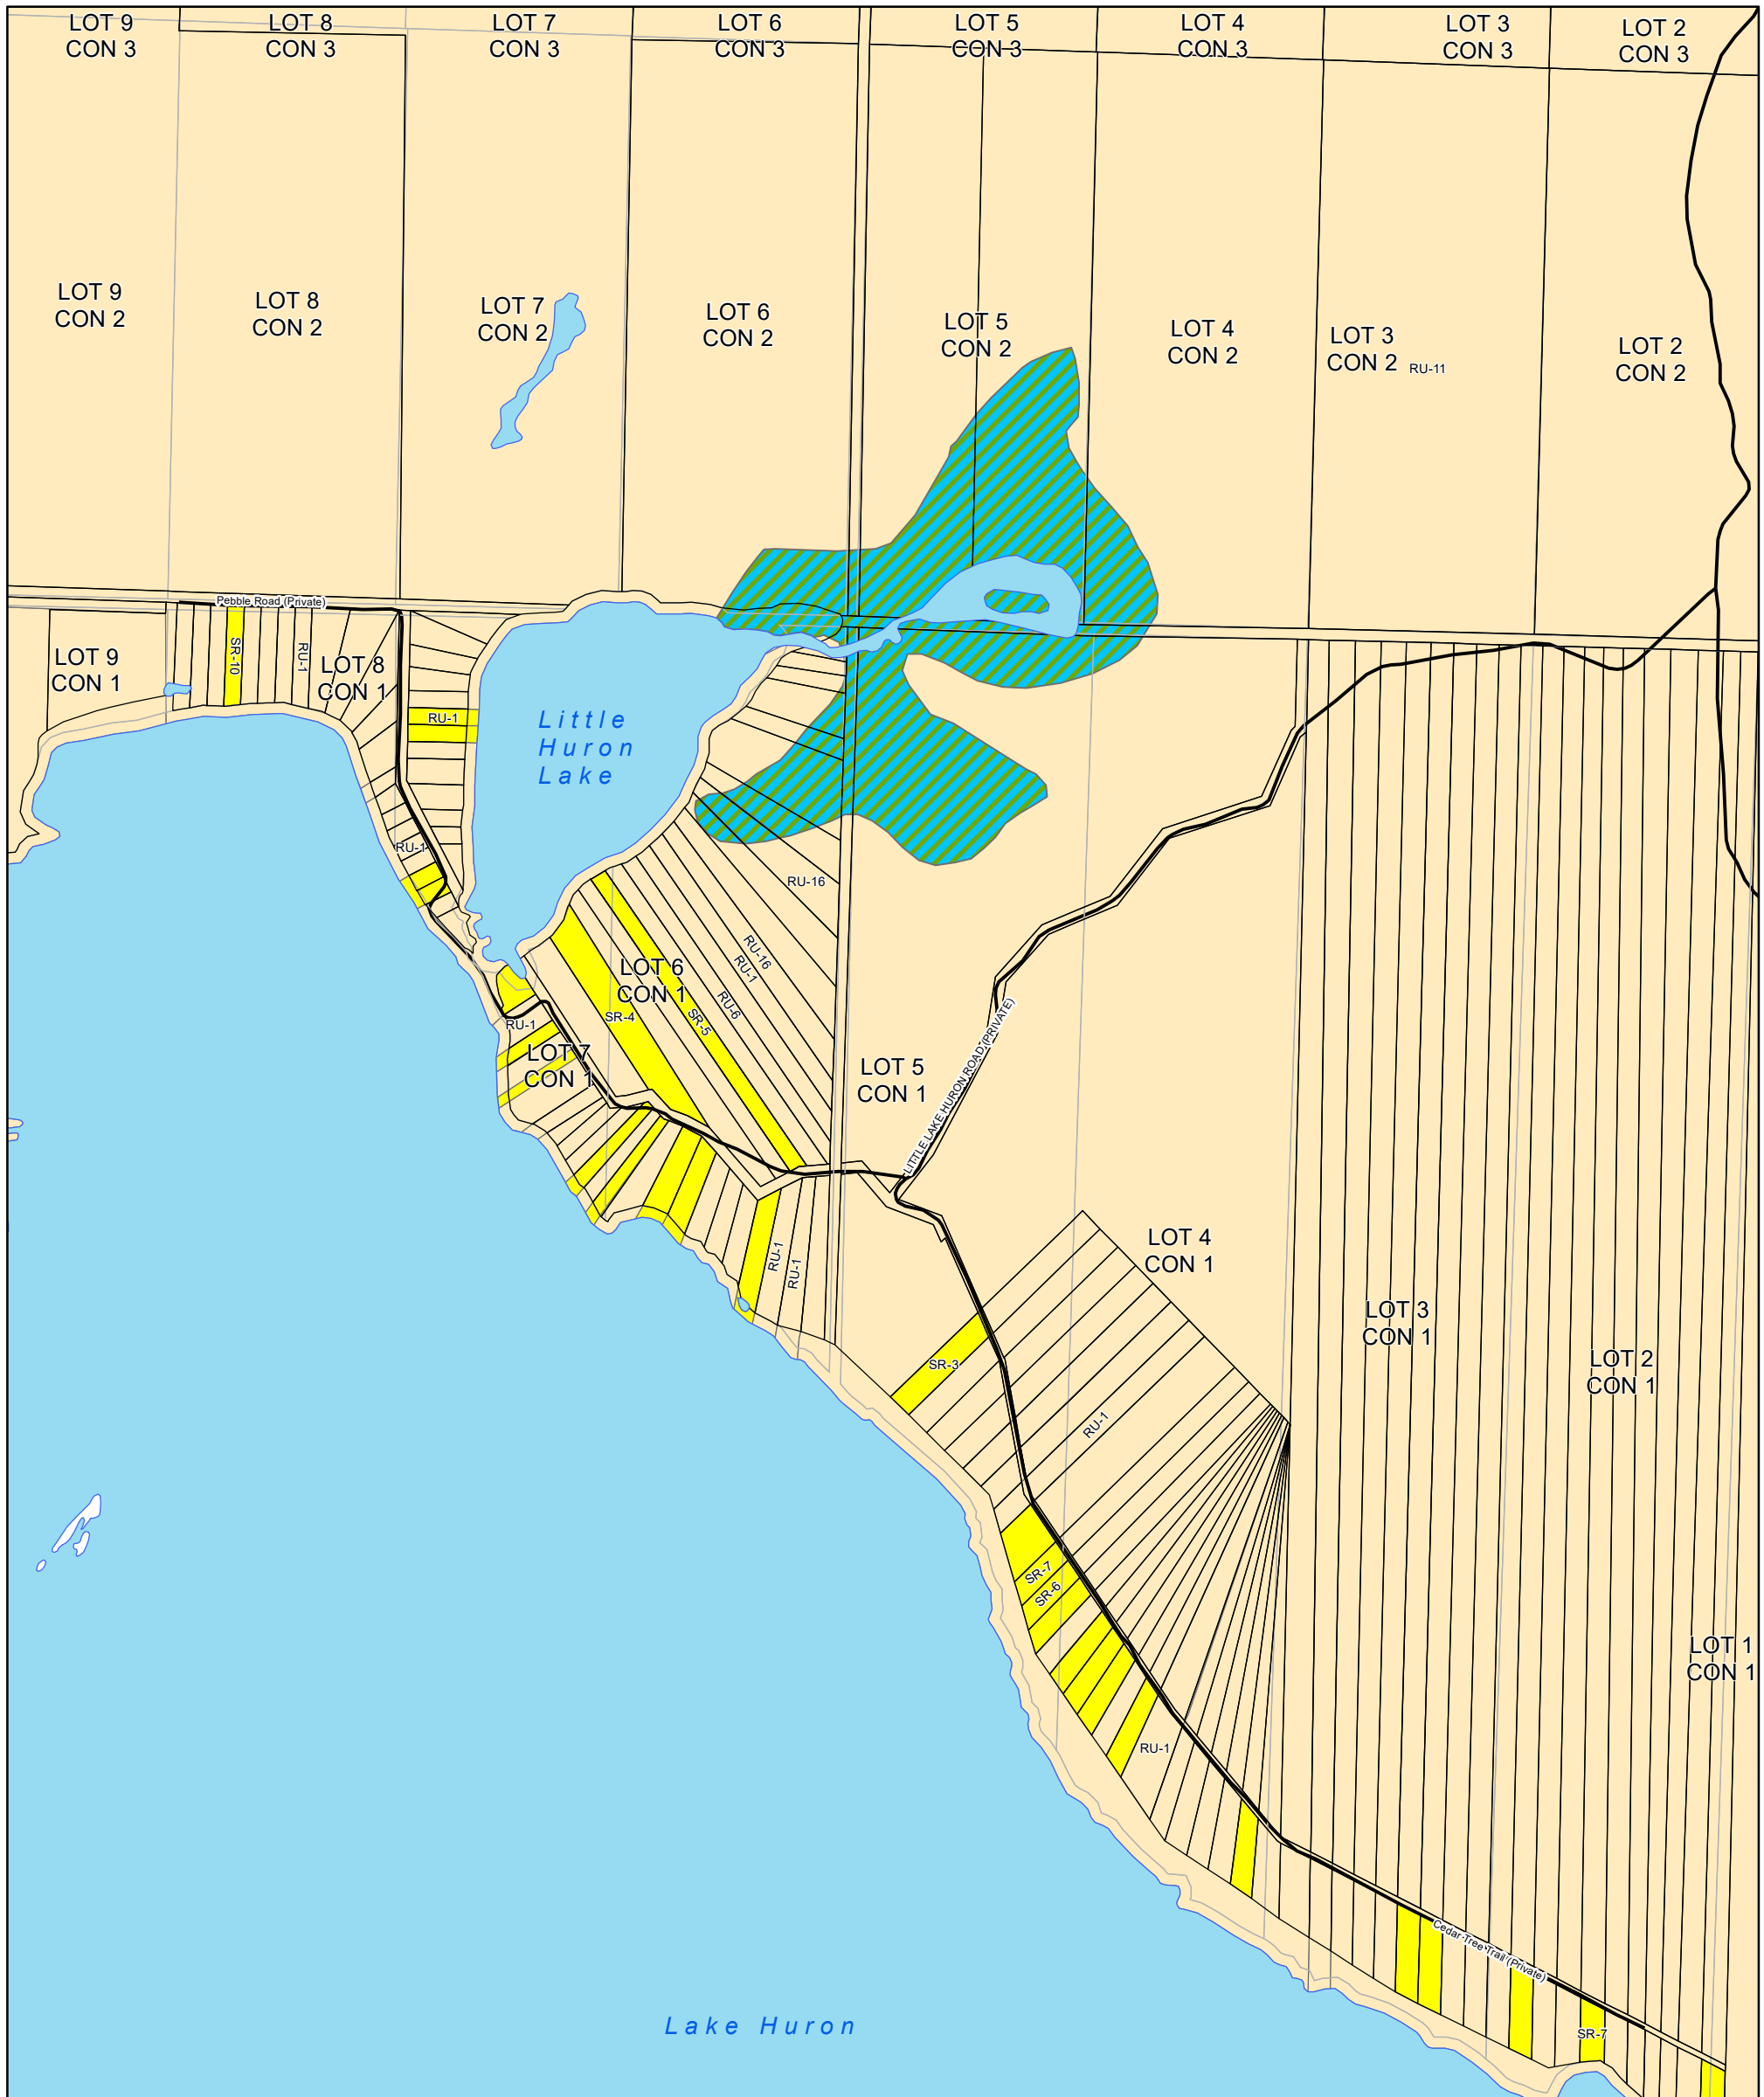 LOT 9
CON 3
LOT 8
CON 3
LOT 7
CON 3
LOT 6
CON 3
LOT 5
CON 3
LOT 4
CON 3
LOT 3
CON 3
LOT 2
CON 3
LOT 9
CON 2
LOT 8
CON 2
LOT 7
CON 2
LOT 6
CON 2
LOT 5
CON 2
LOT 4
CON 2
LOT 3
CON 2
RU-11
LOT 2
CON 2
Pebble Road (Private)
LOT 9
CON 1
SR-10
RU-1
LOT 8
CON 1
RU-1
Little
Huron
Lake
RU-1
RU-16
RU-16
RU-1
RU-6
SR-5
LOT 6
CON 1
SR-4
RU-1
LOT 7
CON 1
LOT 5
CON 1
LITTLE LAKE HURON ROAD (PRIVATE)
RU-1
RU-1
LOT 4
CON 1
LOT 3
CON 1
LOT 2
CON 1
SR-3
RU-1
SR-7
SR-6
LOT 1
CON 1
RU-1
Cedar Tree Trail (Private)
Lake Huron
SR-7